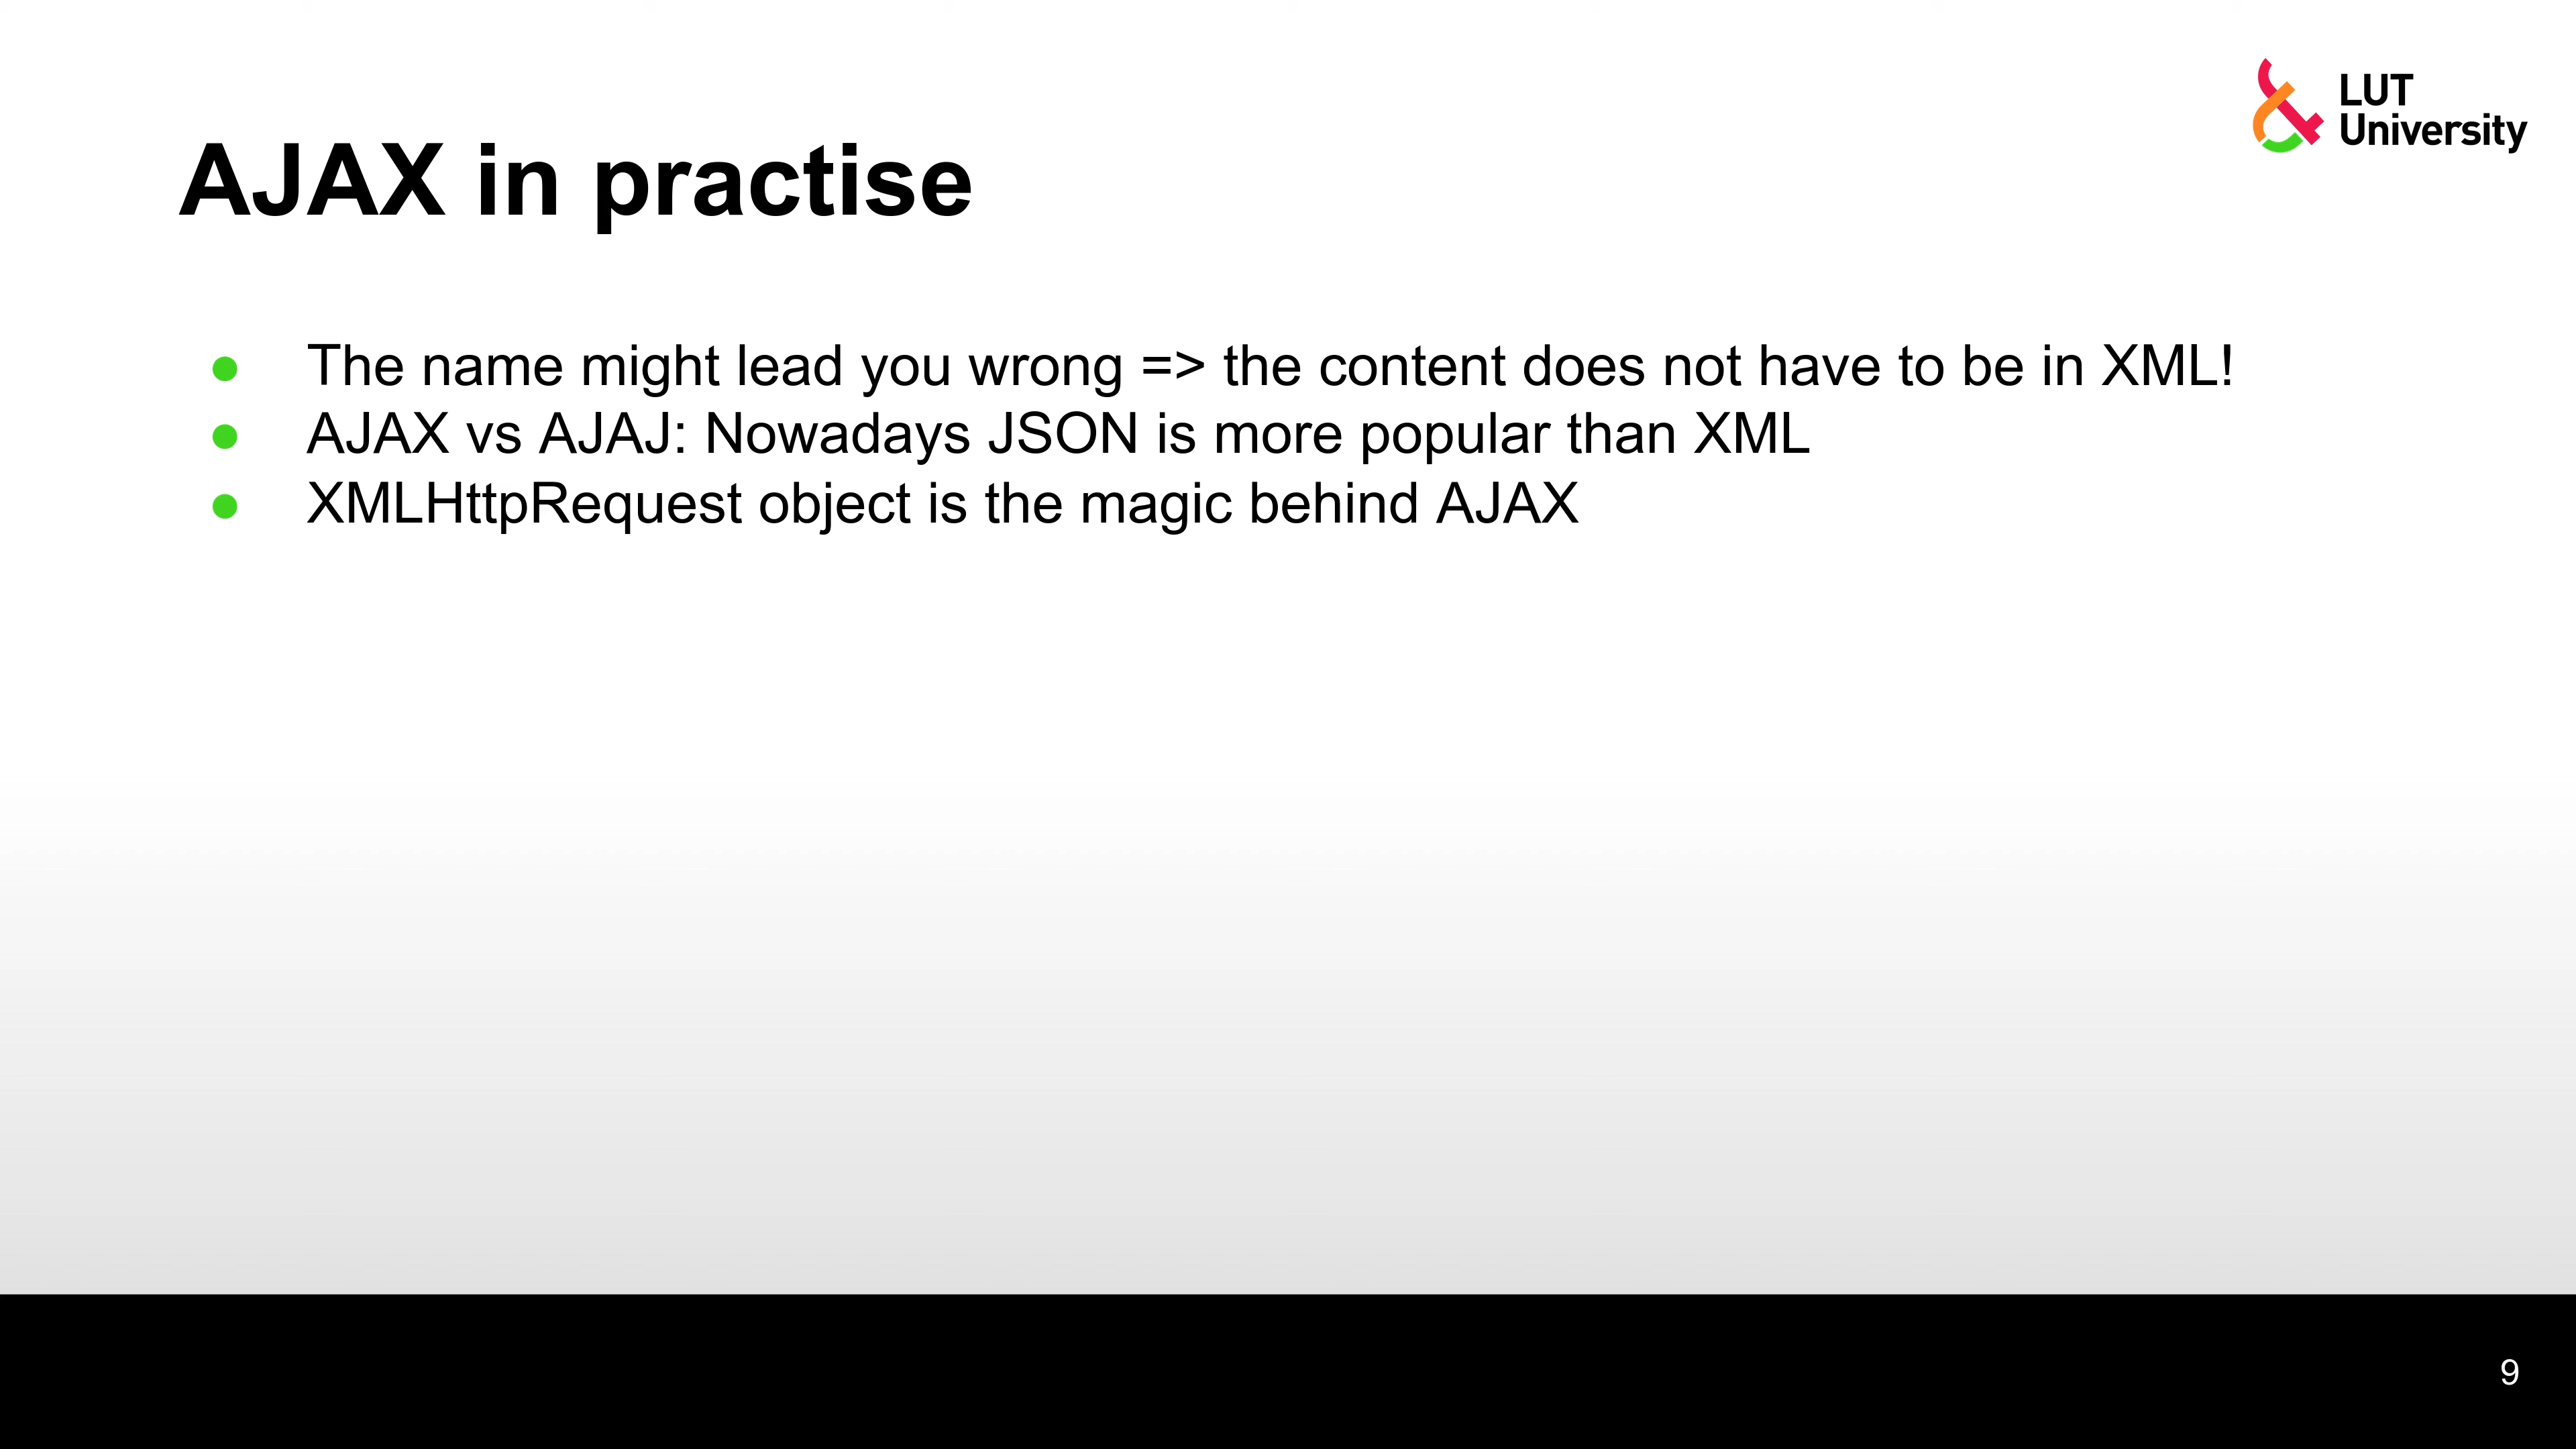 LUT
University
AJAX in practise
● The name might lead you wrong => the content does not have to be in XML!
● AJAX vs AJAJ: Nowadays JSON is more popular than XML
● XMLHttpRequest object is the magic behind AJAX
9